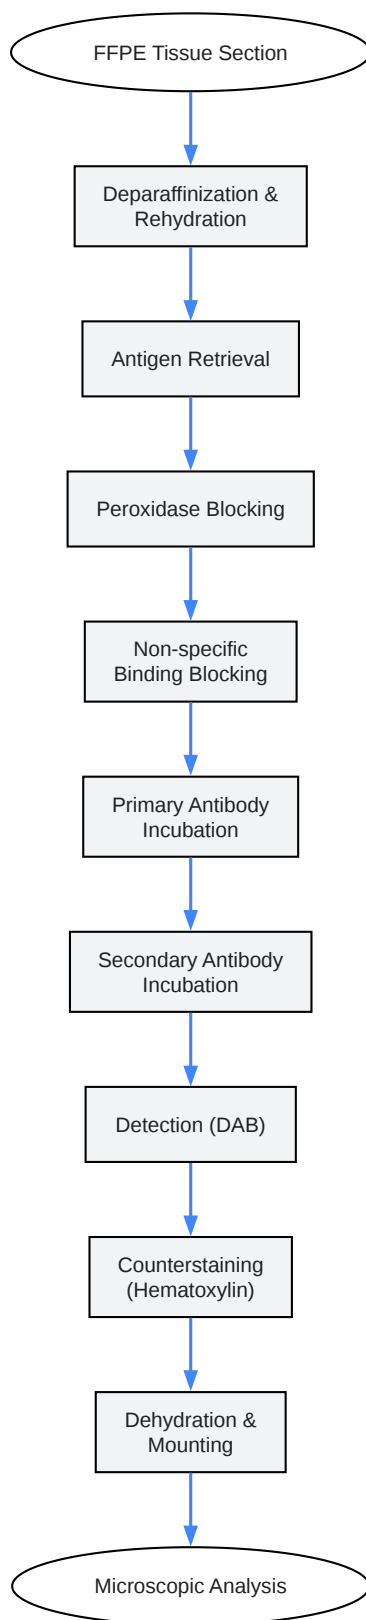 FFPE Tissue Section
Deparaffinization &
Rehydration
Antigen Retrieval
Peroxidase Blocking
Non-specific
Binding Blocking
Primary Antibody
Incubation
Secondary Antibody
Incubation
Detection (DAB)
Counterstaining
(Hematoxylin)
Dehydration &
Mounting
Microscopic Analysis